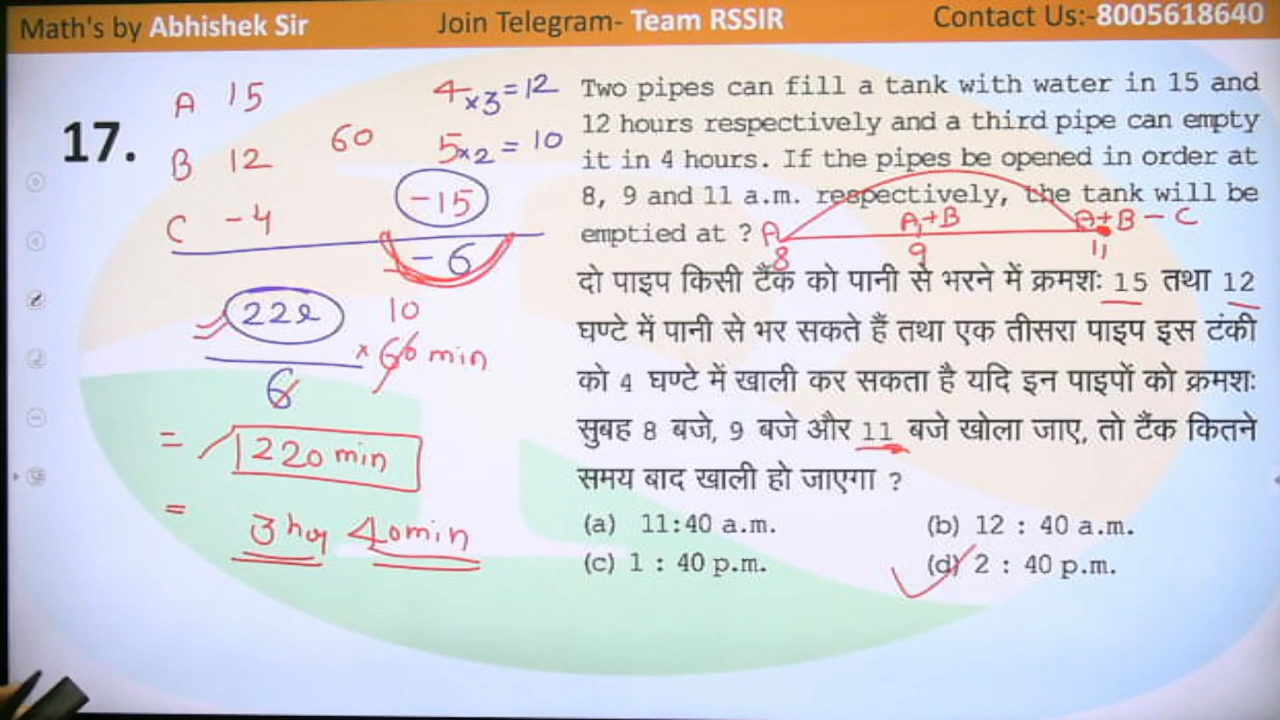 Math's by Abhishek Sir
Join Telegram- Team RSSIR
Contact Us:-8005618640
17.
A 15
B 12
C -4
60
4 ×3 = 12
5 ×2 = 10
-15
-6
22l
6
× 60 min
10
= 220 min
= 3 hour 40 min
Two pipes can fill a tank with water in 15 and
12 hours respectively and a third pipe can empty
it in 4 hours. If the pipes be opened in order at
8, 9 and 11 a.m. respectively, the tank will be
emptied at ?
A A+B A+B-C
8 9 11
दो पाइप किसी टैंक को पानी से भरने में क्रमशः 15 तथा 12
घण्टे में पानी से भर सकते हैं तथा एक तीसरा पाइप इस टंकी
को 4 घण्टे में खाली कर सकता है यदि इन पाइपों को क्रमशः
सुबह 8 बजे, 9 बजे और 11 बजे खोला जाए, तो टैंक कितने
समय बाद खाली हो जाएगा ?
(a) 11:40 a.m. (b) 12 : 40 a.m.
(c) 1 : 40 p.m. (d) 2 : 40 p.m.